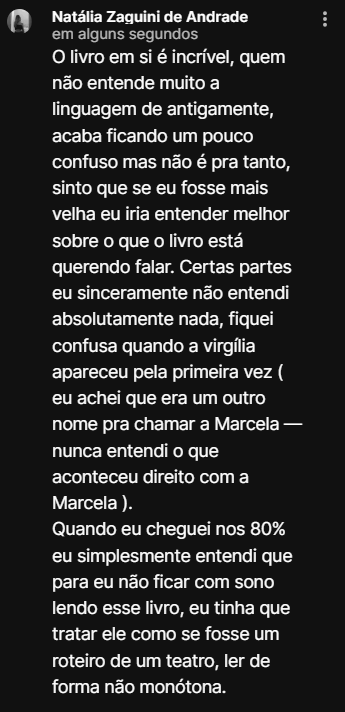 Natália Zaguini de Andrade
em alguns segundos
O livro em si é incrível, quem
não entende muito a
linguagem de antigamente,
acaba ficando um pouco
confuso mas não é pra tanto,
sinto que se eu fosse mais
velha eu iria entender melhor
sobre o que o livro está
querendo falar. Certas partes
eu sinceramente não entendi
absolutamente nada, fiquei
confusa quando a virgília
apareceu pela primeira vez (
eu achei que era um outro
nome pra chamar a Marcela —
nunca entendi o que
aconteceu direito com a
Marcela ).
Quando eu cheguei nos 80%
eu simplesmente entendi que
para eu não ficar com sono
lendo esse livro, eu tinha que
tratar ele como se fosse um
roteiro de um teatro, ler de
forma não monótona.